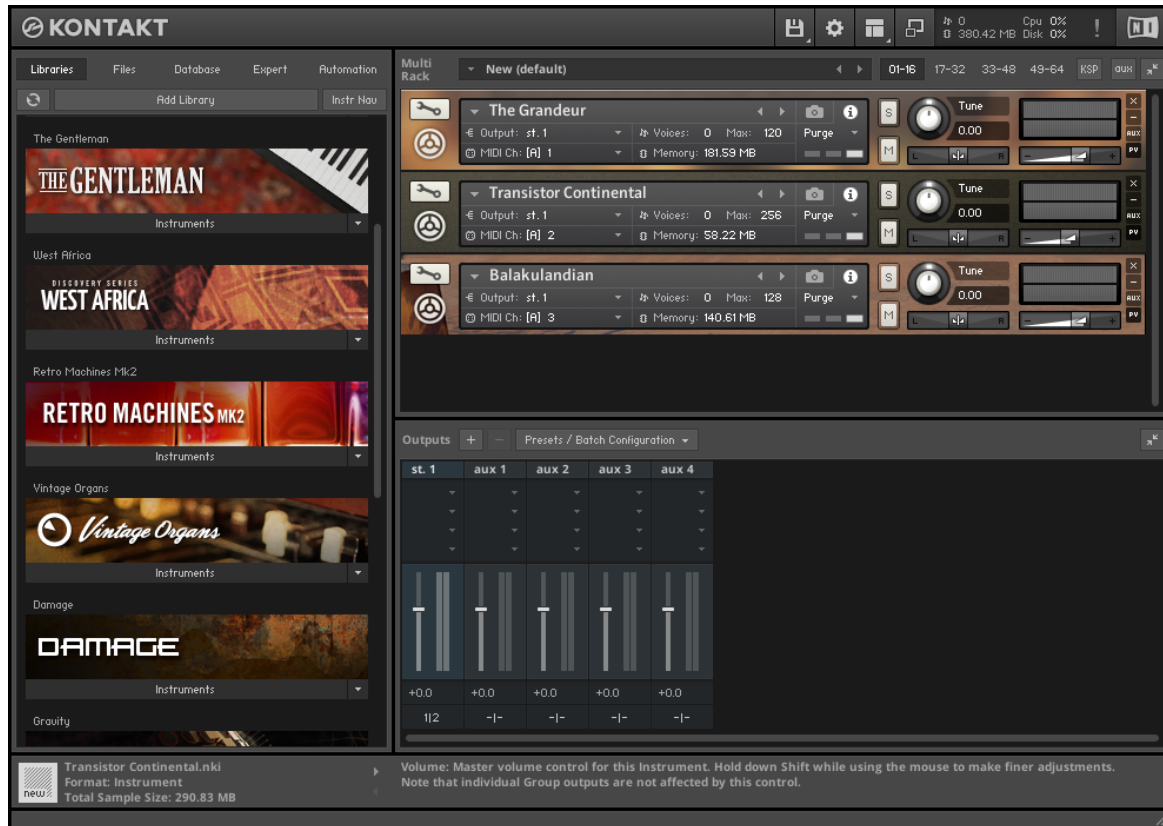 KONTAKT
0 Cpu 0%
380.42 MB Disk 0%
!
NI
Libraries Files Database Expert Automation
Add Library Instr Nav
The Gentleman
THE GENTLEMAN
Instruments
West Africa
DISCOVERY SERIES
WEST AFRICA
Instruments
Retro Machines Mk2
RETRO MACHINES MK2
Instruments
Vintage Organs
Vintage Organs
Instruments
Damage
DAMAGE
Instruments
Gravity
Multi Rack
New (default)
01-16 17-32 33-48 49-64 KSP aux
The Grandeur
Output: st. 1 Voices: 0 Max: 120 Purge
MIDI Ch: [A] 1 Memory: 181.59 MB
S
M
Tune
0.00
L R
- +
×
-
AUX
PV
Transistor Continental
Output: st. 1 Voices: 0 Max: 256 Purge
MIDI Ch: [A] 2 Memory: 58.22 MB
S
M
Tune
0.00
L R
- +
×
-
AUX
PV
Balakulandian
Output: st. 1 Voices: 0 Max: 128 Purge
MIDI Ch: [A] 3 Memory: 140.61 MB
S
M
Tune
0.00
L R
- +
×
-
AUX
PV
Outputs + - Presets / Batch Configuration
st. 1 aux 1 aux 2 aux 3 aux 4
+0.0 +0.0 +0.0 +0.0 +0.0
1|2 -|- -|- -|- -|-
new
Transistor Continental.nki
Format: Instrument
Total Sample Size: 290.83 MB
Volume: Master volume control for this Instrument. Hold down Shift while using the mouse to make finer adjustments.
Note that individual Group outputs are not affected by this control.